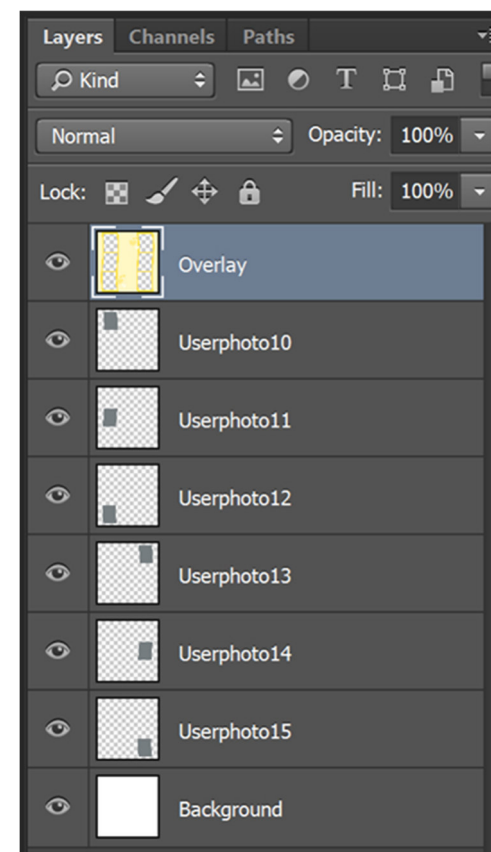 Layers Channels Paths
Kind T
Normal Opacity: 100%
Lock: Fill: 100%
Overlay
Userphoto10
Userphoto11
Userphoto12
Userphoto13
Userphoto14
Userphoto15
Background